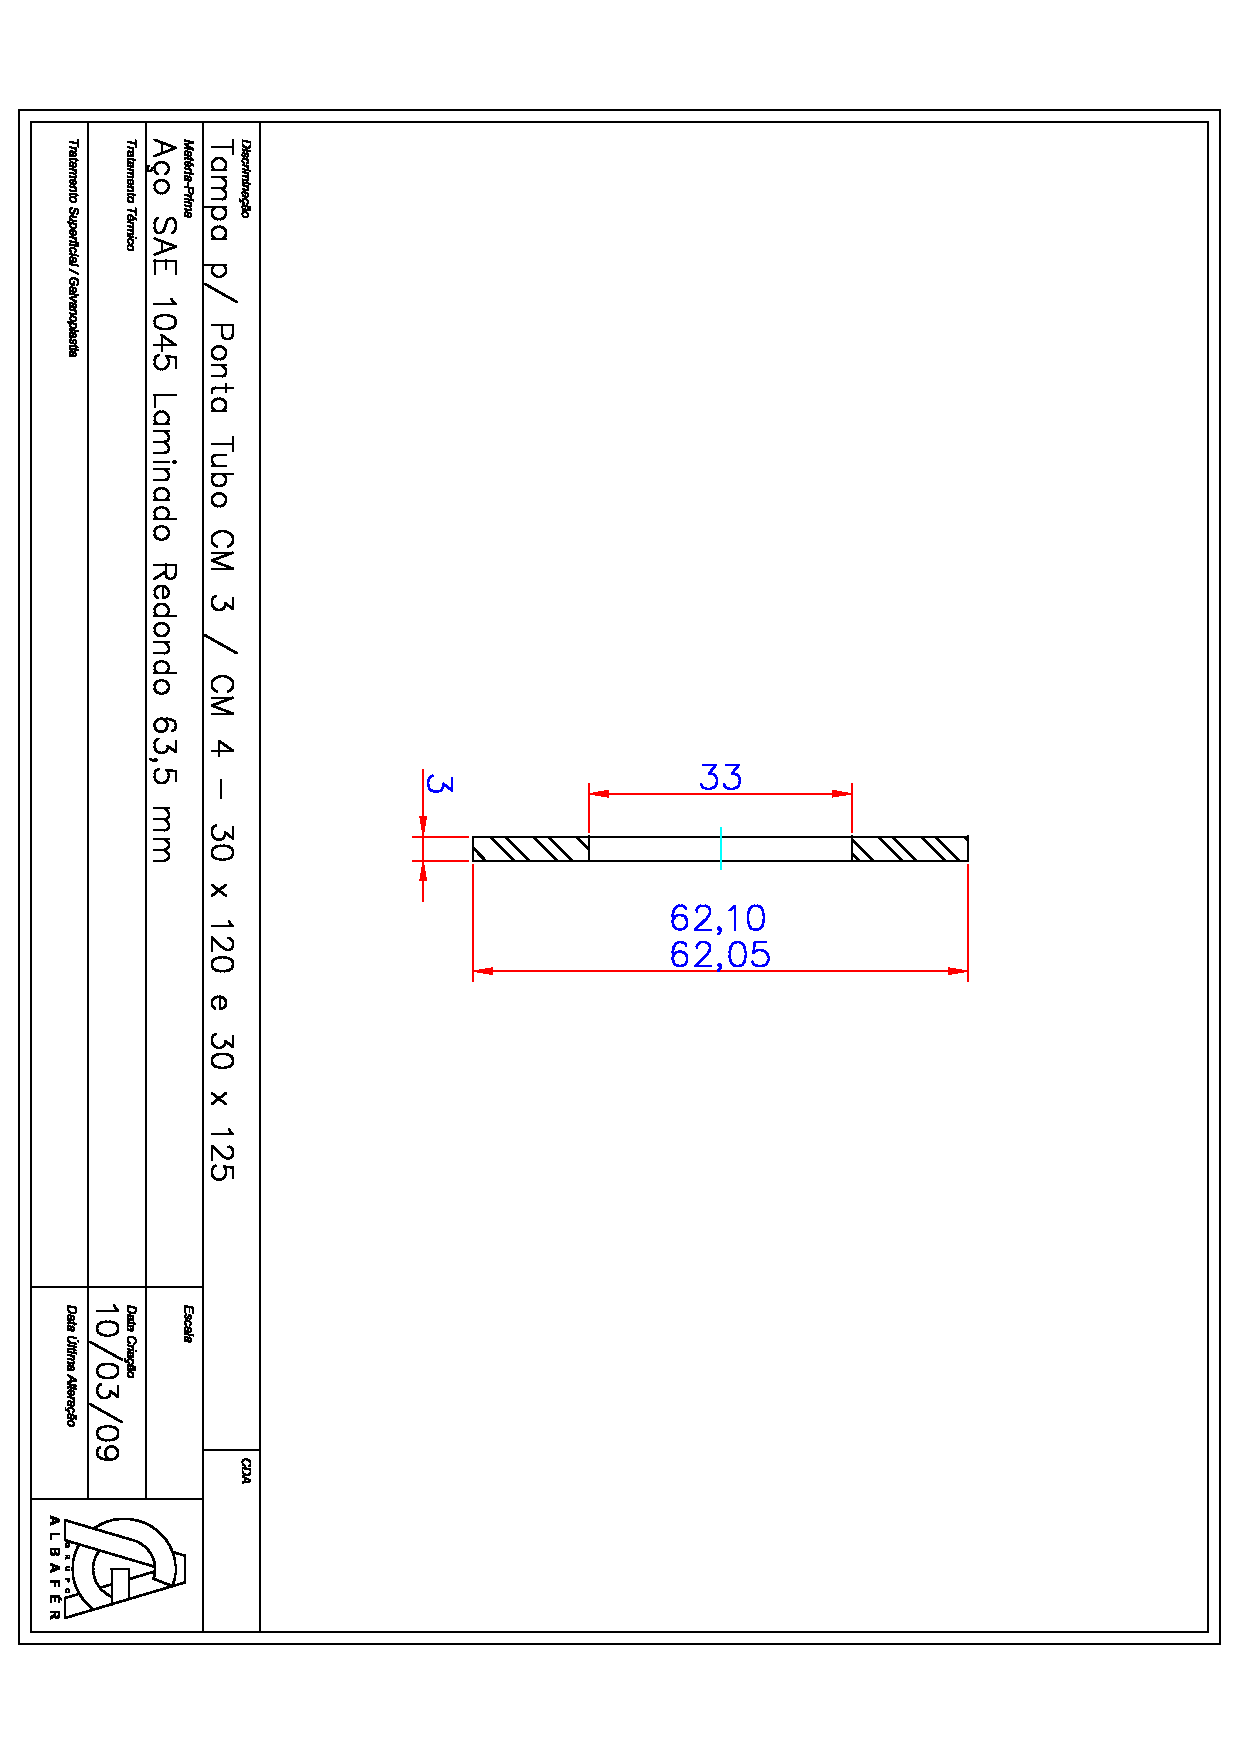 33
3
62,10
62,05
Discriminação
Tampa p/ Ponta Tubo CM 3 / CM 4 - 30 x 120 e 30 x 125
CDA
Matéria-Prima
Aço SAE 1045 Laminado Redondo 63,5 mm
Escala
Tratamento Térmico
Data Criação
10/03/09
Tratamento Superficial / Galvanoplastia
Data Última Alteração
GRUPO
ALBAFÉR